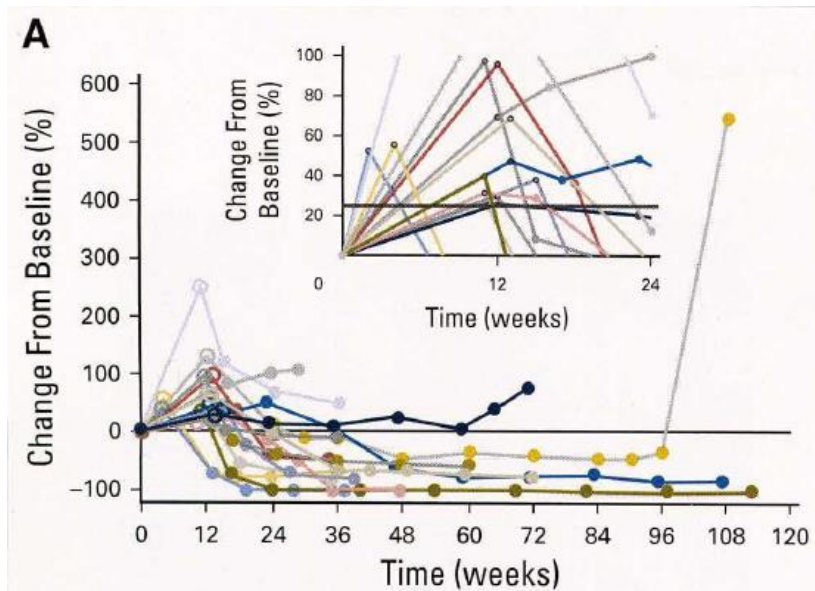 A
Change From Baseline (%)
600
500
400
300
200
100
0
−100
0 12 24 36 48 60 72 84 96 108 120
Time (weeks)
Change From
Baseline (%)
100
80
60
40
20
0 12 24
Time (weeks)